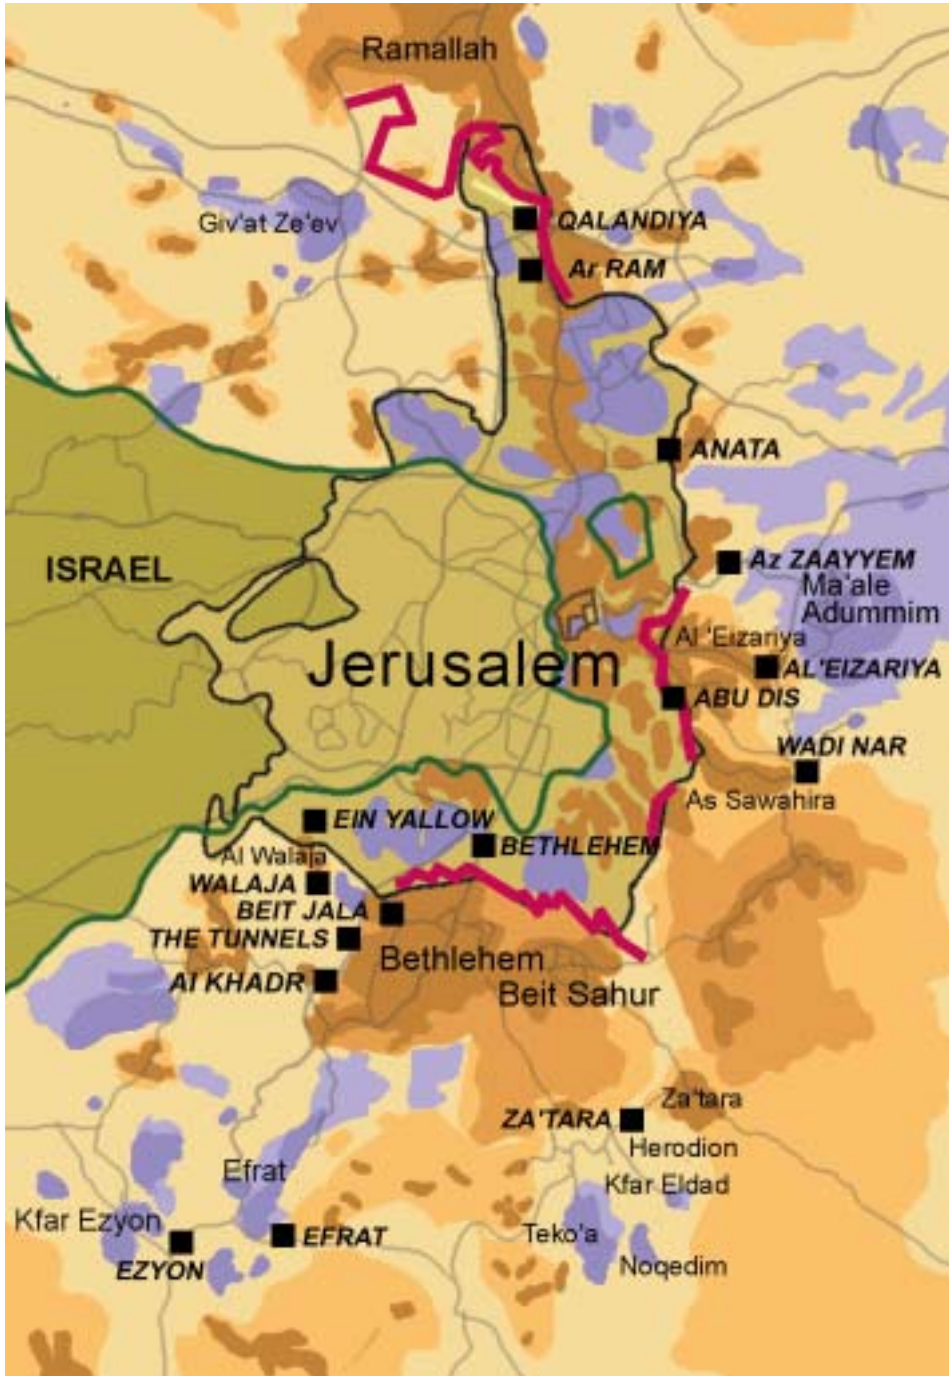 Ramallah
Giv'at Ze'ev
QALANDIYA
Ar RAM
ANATA
ISRAEL
Az ZAAYYEM
Ma'ale
Adummim
Al 'Eizariya
Jerusalem
AL'EIZARIYA
ABU DIS
WADI NAR
As Sawahira
EIN YALLOW
BETHLEHEM
Al Walaja
WALAJA
BEIT JALA
THE TUNNELS
Bethlehem
Al KHADR
Beit Sahur
Za'tara
ZA'TARA
Herodion
Efrat
Kfar Eldad
Kfar Ezyon
Teko'a
EFRAT
EZYON
Noqedim